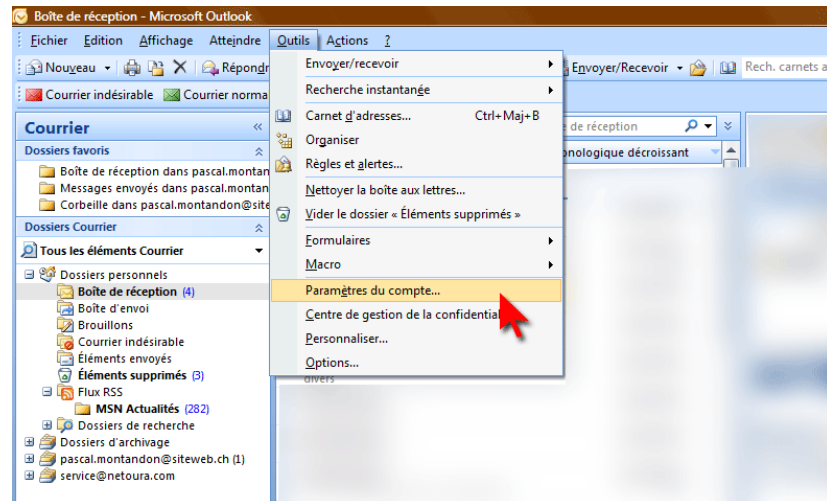 Boîte de réception - Microsoft Outlook
Fichier Edition Affichage Atteindre Outils Actions ?
Nouveau Répondr Envoyer/Recevoir Rech. carnets a
Courrier indésirable Courrier norma
Courrier «
Dossiers favoris
Boîte de réception dans pascal.montan
Messages envoyés dans pascal.montan
Corbeille dans pascal.montandon@site
Dossiers Courrier
Tous les éléments Courrier
Dossiers personnels
Boîte de réception (4)
Boîte d'envoi
Brouillons
Courrier indésirable
Éléments envoyés
Éléments supprimés (3)
Flux RSS
MSN Actualités (282)
Dossiers de recherche
Dossiers d'archivage
pascal.montandon@siteweb.ch (1)
service@netoura.com
Envoyer/recevoir
Recherche instantanée
Carnet d'adresses... Ctrl+Maj+B
Organiser
Règles et alertes...
Nettoyer la boîte aux lettres...
Vider le dossier « Éléments supprimés »
Formulaires
Macro
Paramètres du compte...
Centre de gestion de la confidential
Personnaliser...
Options...
e de réception
onologique décroissant
divers